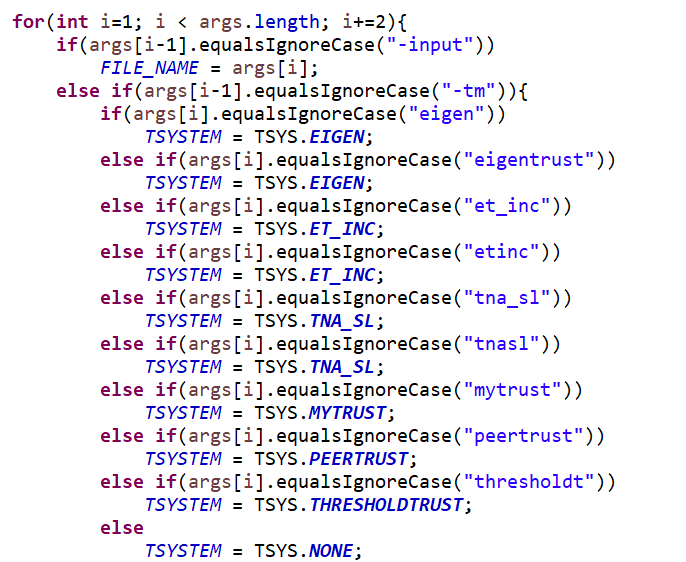 for(int i=1; i < args.length; i+=2){
    if(args[i-1].equalsIgnoreCase("-input"))
        FILE_NAME = args[i];
    else if(args[i-1].equalsIgnoreCase("-tm")){
        if(args[i].equalsIgnoreCase("eigen"))
            TSYSTEM = TSYS.EIGEN;
        else if(args[i].equalsIgnoreCase("eigentrust"))
            TSYSTEM = TSYS.EIGEN;
        else if(args[i].equalsIgnoreCase("et_inc"))
            TSYSTEM = TSYS.ET_INC;
        else if(args[i].equalsIgnoreCase("etinc"))
            TSYSTEM = TSYS.ET_INC;
        else if(args[i].equalsIgnoreCase("tna_sl"))
            TSYSTEM = TSYS.TNA_SL;
        else if(args[i].equalsIgnoreCase("tnasl"))
            TSYSTEM = TSYS.TNA_SL;
        else if(args[i].equalsIgnoreCase("mytrust"))
            TSYSTEM = TSYS.MYTRUST;
        else if(args[i].equalsIgnoreCase("peertrust"))
            TSYSTEM = TSYS.PEERTRUST;
        else if(args[i].equalsIgnoreCase("thresholdt"))
            TSYSTEM = TSYS.THRESHOLDTRUST;
        else
            TSYSTEM = TSYS.NONE;